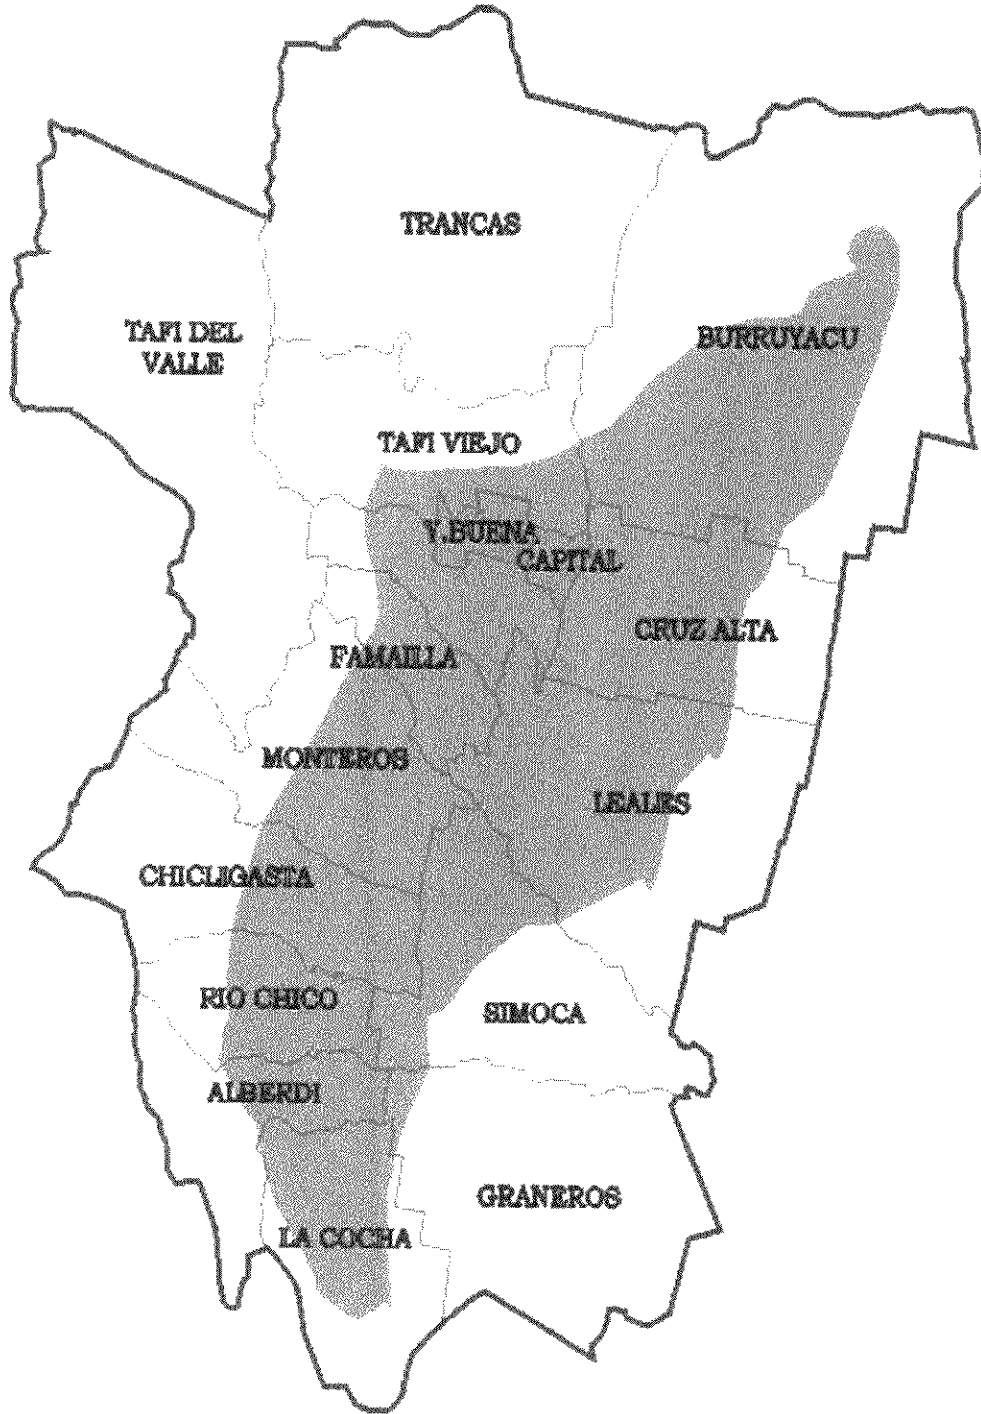 TRANCAS
TAFI DEL
VALLE
BURRUYACU
TAFI VIEJO
Y.BUENA
CAPITAL
CRUZ ALTA
FAMAILLA
MONTEROS
LEALES
CHICLIGASTA
RIO CHICO
SIMOCA
ALBERDI
GRANEROS
LA COCHA